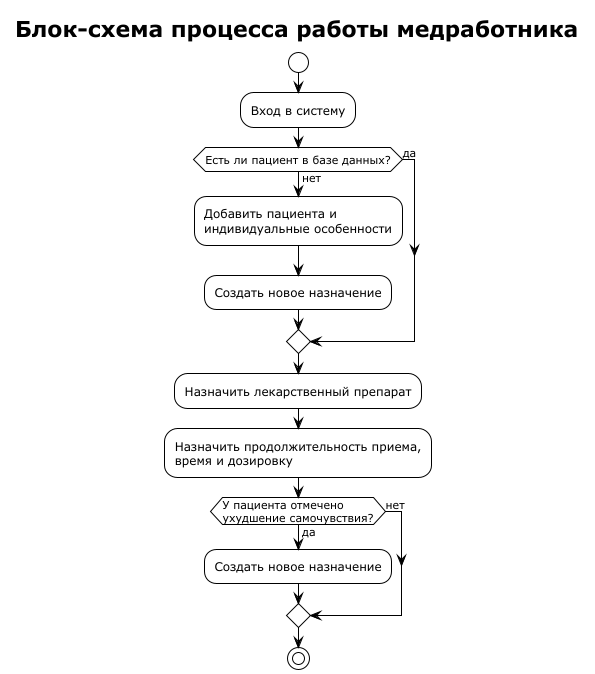 Блок-схема процесса работы медработника
Вход в систему
Есть ли пациент в базе данных?
да
нет
Добавить пациента и
индивидуальные особенности
Создать новое назначение
Назначить лекарственный препарат
Назначить продолжительность приема,
время и дозировку
У пациента отмечено
ухудшение самочувствия?
нет
да
Создать новое назначение